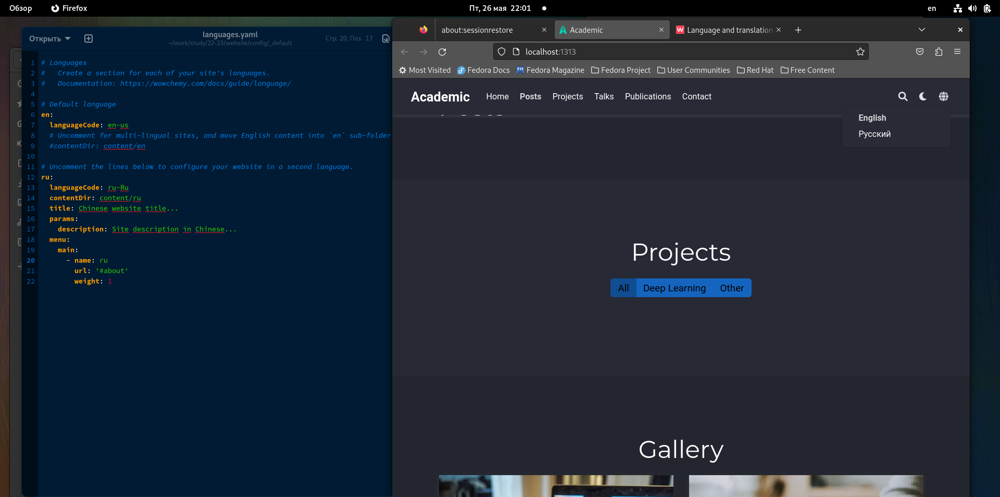 Обзор
Firefox
Пт, 26 мая 22:01
en
Открыть
languages.yaml
~/work/study/22-23/website/config/_default
Стр. 20, Поз. 17
1 # Languages
2 #   Create a section for each of your site's languages.
3 #   Documentation: https://wowchemy.com/docs/guide/language/
4
5 # Default language
6 en:
7   languageCode: en-us
8   # Uncomment for multi-lingual sites, and move English content into `en` sub-folder
9   #contentDir: content/en
10
11 # Uncomment the lines below to configure your website in a second language.
12 ru:
13   languageCode: ru-Ru
14   contentDir: content/ru
15   title: Chinese website title...
16   params:
17     description: Site description in Chinese...
18   menu:
19     main:
20       - name: ru
21         url: '#about'
22         weight: 1
about:sessionrestore
Academic
Language and translation
localhost:1313
Most Visited
Fedora Docs
Fedora Magazine
Fedora Project
User Communities
Red Hat
Free Content
Academic
Home
Posts
Projects
Talks
Publications
Contact
English
Русский
Projects
All
Deep Learning
Other
Gallery